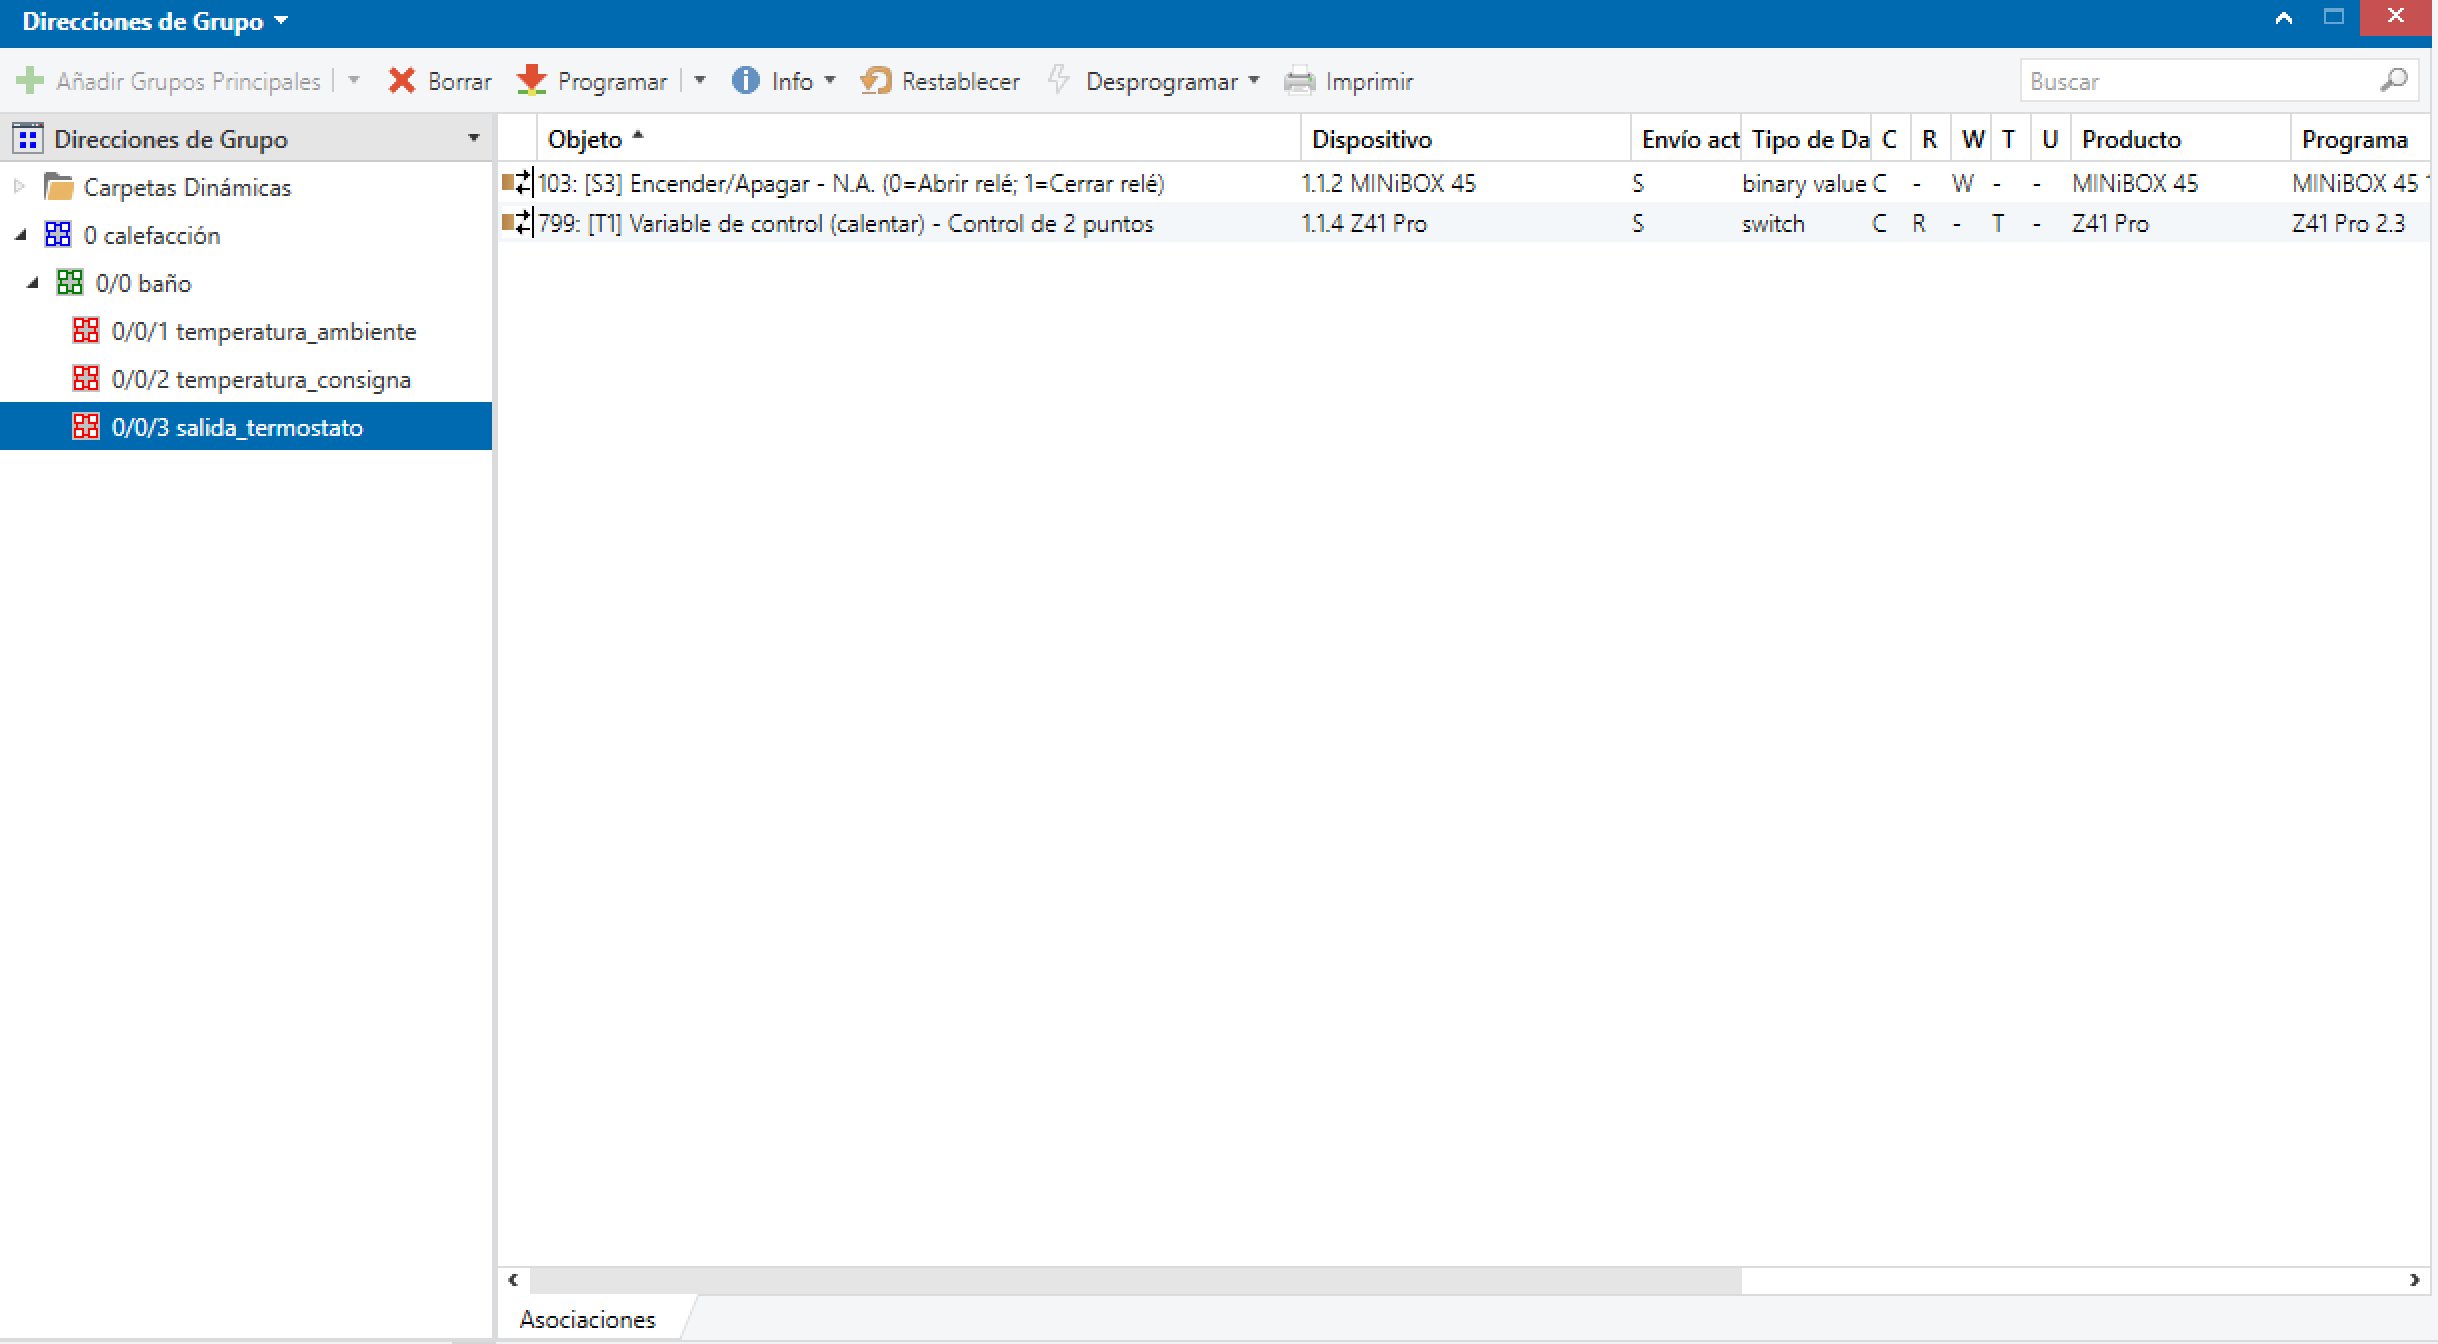 Direcciones de Grupo
Añadir Grupos Principales Borrar Programar Info Restablecer Desprogramar Imprimir Buscar
Direcciones de Grupo
Carpetas Dinámicas
0 calefacción
0/0 baño
0/0/1 temperatura_ambiente
0/0/2 temperatura_consigna
0/0/3 salida_termostato
Objeto Dispositivo Envío act Tipo de Da C R W T U Producto Programa
103: [S3] Encender/Apagar - N.A. (0=Abrir relé; 1=Cerrar relé) 1.1.2 MINiBOX 45 S binary value C - W - - MINiBOX 45 MINiBOX 45
799: [T1] Variable de control (calentar) - Control de 2 puntos 1.1.4 Z41 Pro S switch C R - T - Z41 Pro Z41 Pro 2.3
Asociaciones